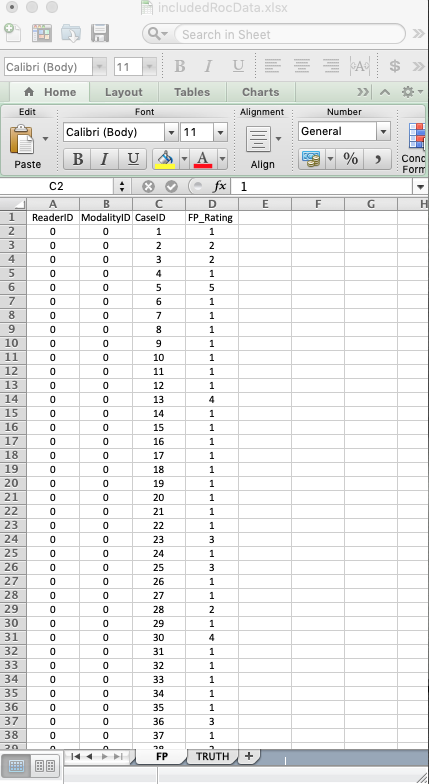 includedRocData.xlsx
Search in Sheet
Calibri (Body) 11 B I U $
Home Layout Tables Charts
Edit Font Alignment Number
Calibri (Body) 11 General
B I U A % ,
Paste Align
C2 fx 1
A B C D E F G H
1 ReaderID ModalityID CaseID FP_Rating
2 0 0 1 1
3 0 0 2 2
4 0 0 3 2
5 0 0 4 1
6 0 0 5 5
7 0 0 6 1
8 0 0 7 1
9 0 0 8 1
10 0 0 9 1
11 0 0 10 1
12 0 0 11 1
13 0 0 12 1
14 0 0 13 4
15 0 0 14 1
16 0 0 15 1
17 0 0 16 1
18 0 0 17 1
19 0 0 18 1
20 0 0 19 1
21 0 0 20 1
22 0 0 21 1
23 0 0 22 1
24 0 0 23 3
25 0 0 24 1
26 0 0 25 3
27 0 0 26 1
28 0 0 27 1
29 0 0 28 2
30 0 0 29 1
31 0 0 30 4
32 0 0 31 1
33 0 0 32 1
34 0 0 33 1
35 0 0 34 1
36 0 0 35 1
37 0 0 36 3
38 0 0 37 1
FP TRUTH +